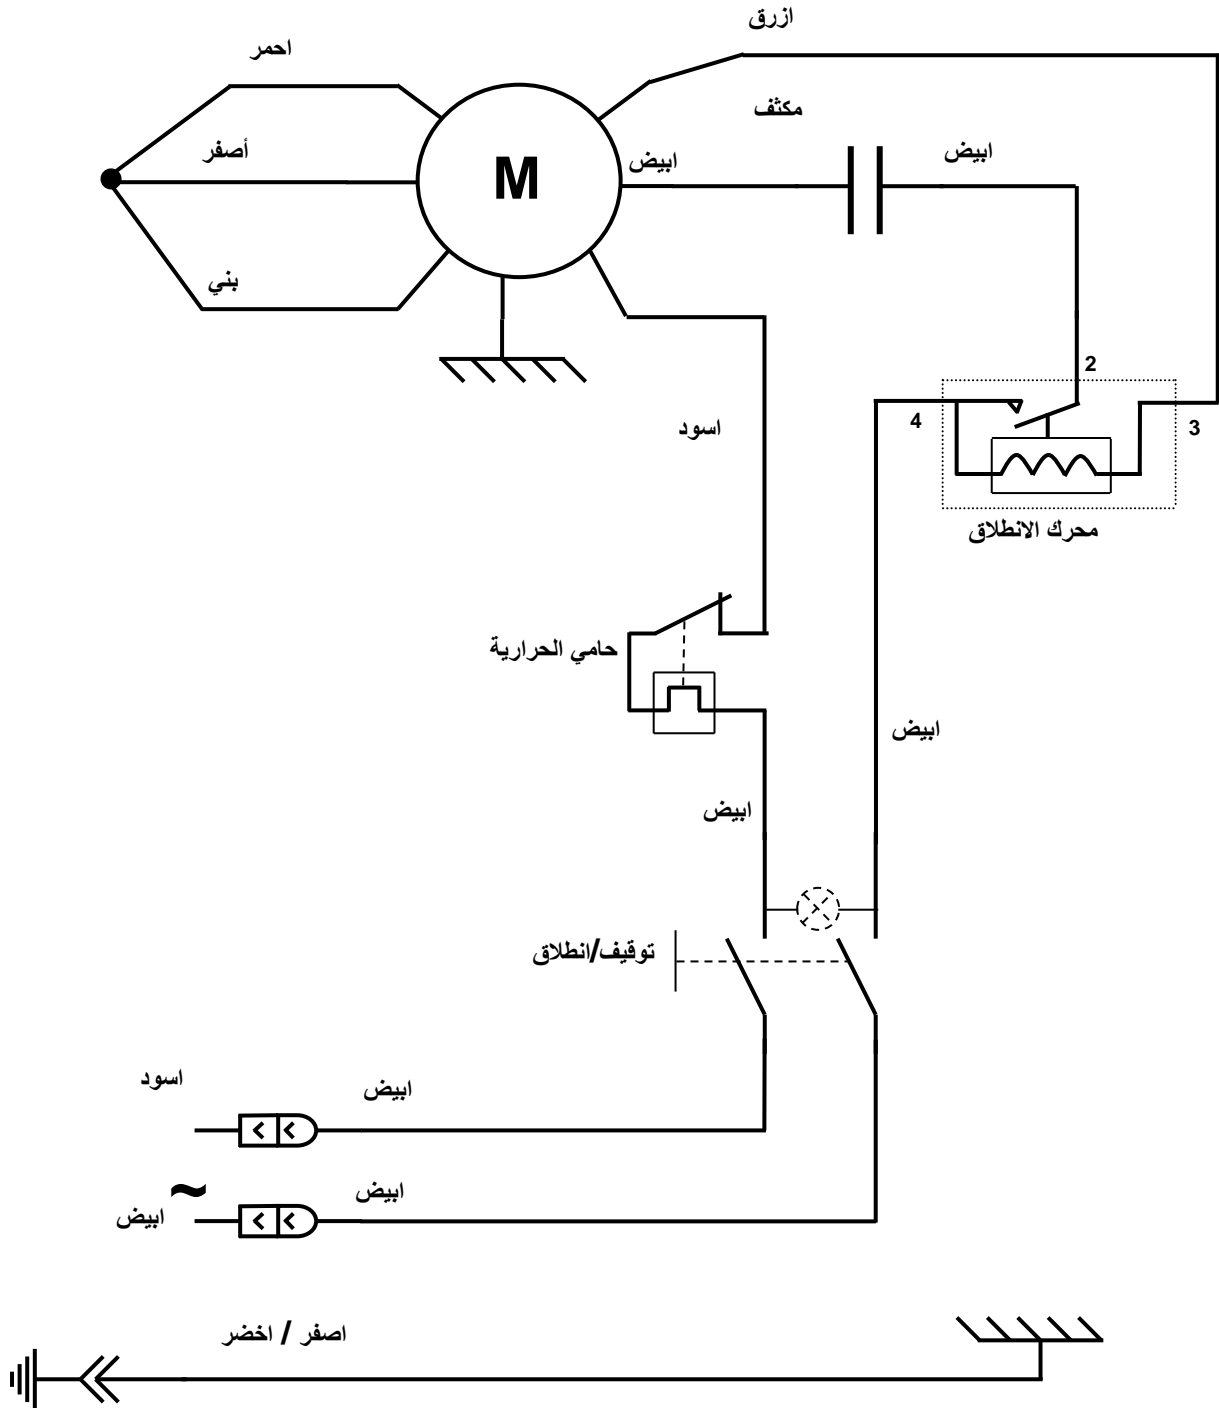 ازرق
احمر
مكثف
أصفر
ابيض
ابيض
M
بني
2
4
3
اسود
محرك الانطلاق
حامي الحرارية
ابيض
ابيض
توقيف/انطلاق
اسود
ابيض
~
ابيض
ابيض
اصفر / اخضر